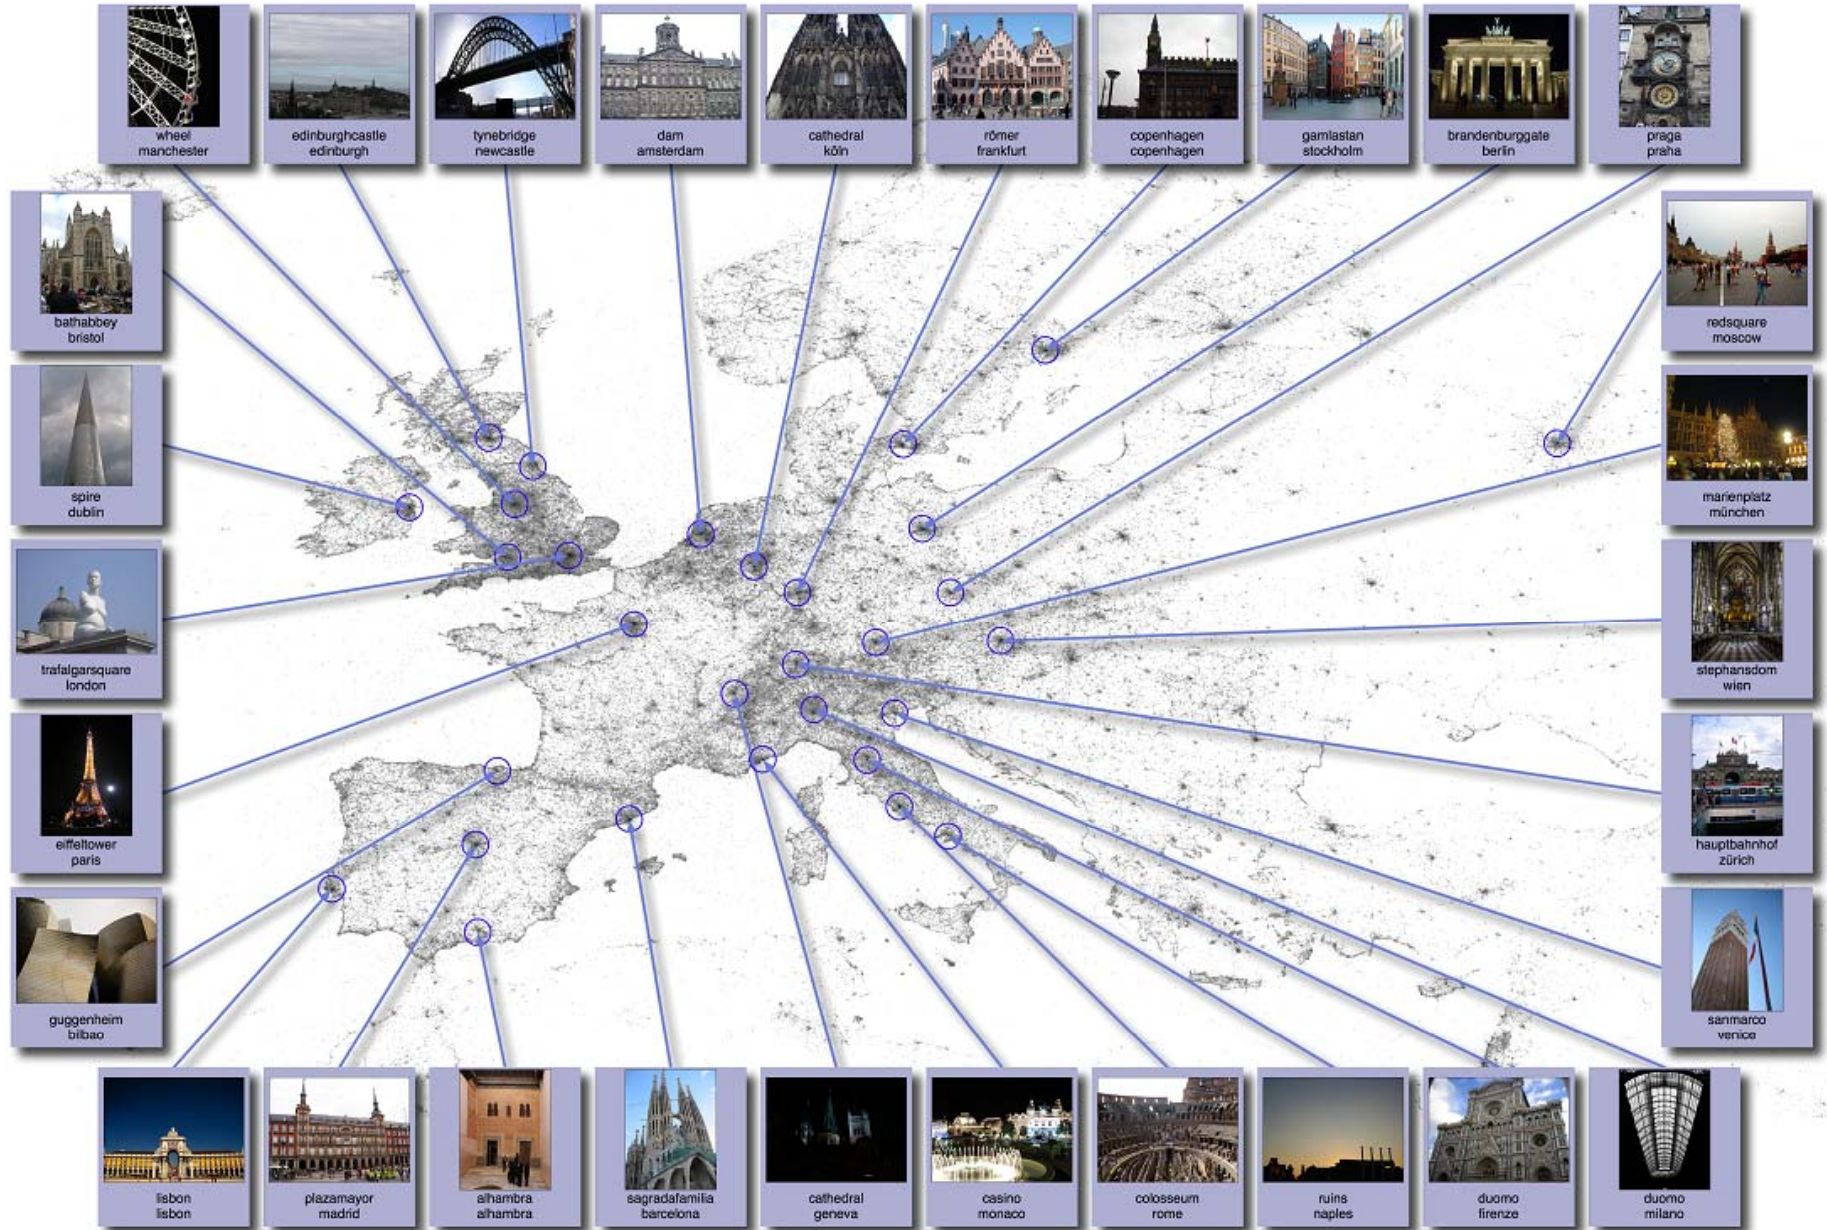 wheel
manchester
edinburghcastle
edinburgh
tynebridge
newcastle
dam
amsterdam
cathedral
köln
römer
frankfurt
copenhagen
copenhagen
gamlastan
stockholm
brandenburggate
berlin
praga
praha
bathabbey
bristol
redsquare
moscow
spire
dublin
marienplatz
münchen
trafalgarsquare
london
stephansdom
wien
eiffeltower
paris
hauptbahnhof
zürich
guggenheim
bilbao
sanmarco
venice
lisbon
lisbon
plazamayor
madrid
alhambra
alhambra
sagradafamilia
barcelona
cathedral
geneva
casino
monaco
colosseum
rome
ruins
naples
duomo
firenze
duomo
milano